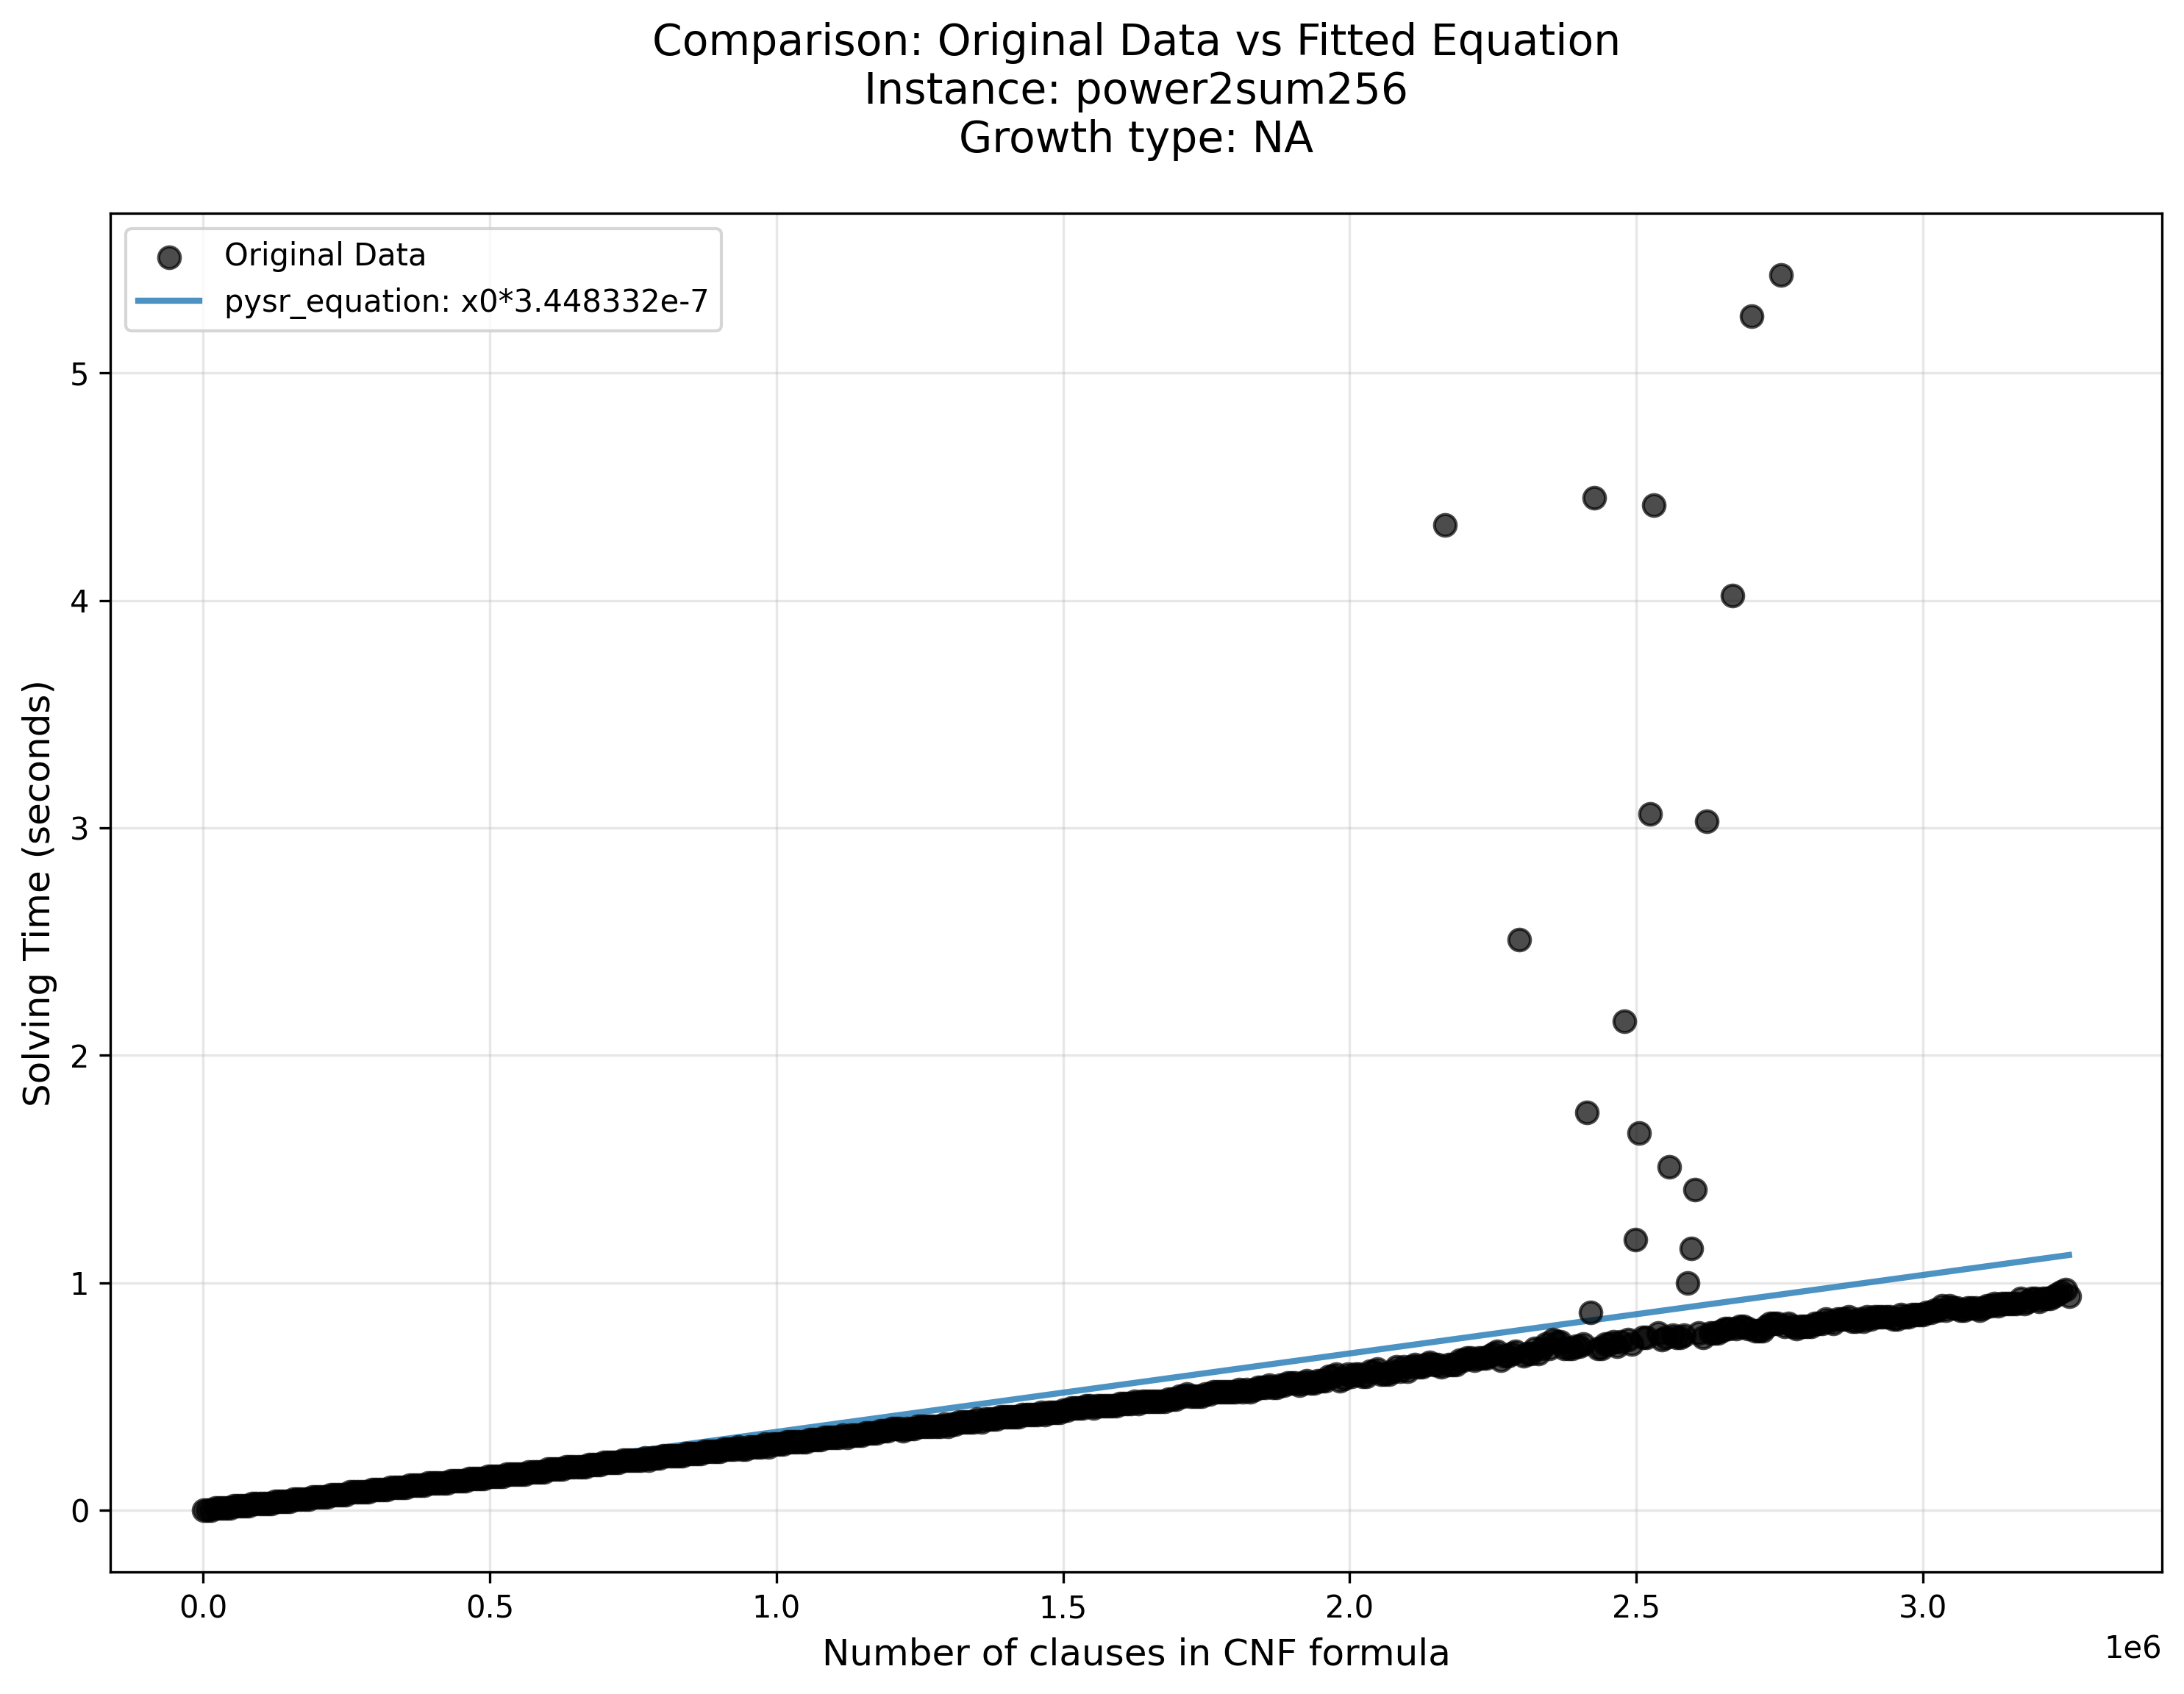 Comparison: Original Data vs Fitted Equation
Instance: power2sum256
Growth type: NA
Original Data
pysr_equation: x0*3.448332e-7
Solving Time (seconds)
5
4
3
2
1
0
0.0 0.5 1.0 1.5 2.0 2.5 3.0
1e6
Number of clauses in CNF formula